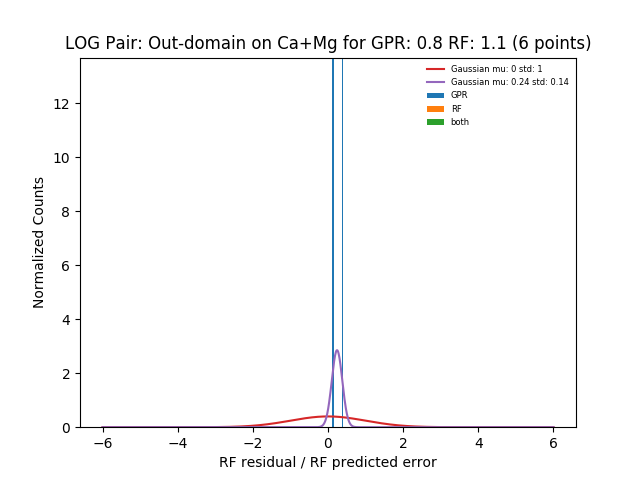 LOG Pair: Out-domain on Ca+Mg for GPR: 0.8 RF: 1.1 (6 points)
Gaussian mu: 0 std: 1
Gaussian mu: 0.24 std: 0.14
GPR
RF
both
Normalized Counts
12
10
8
6
4
2
0
−6 −4 −2 0 2 4 6
RF residual / RF predicted error